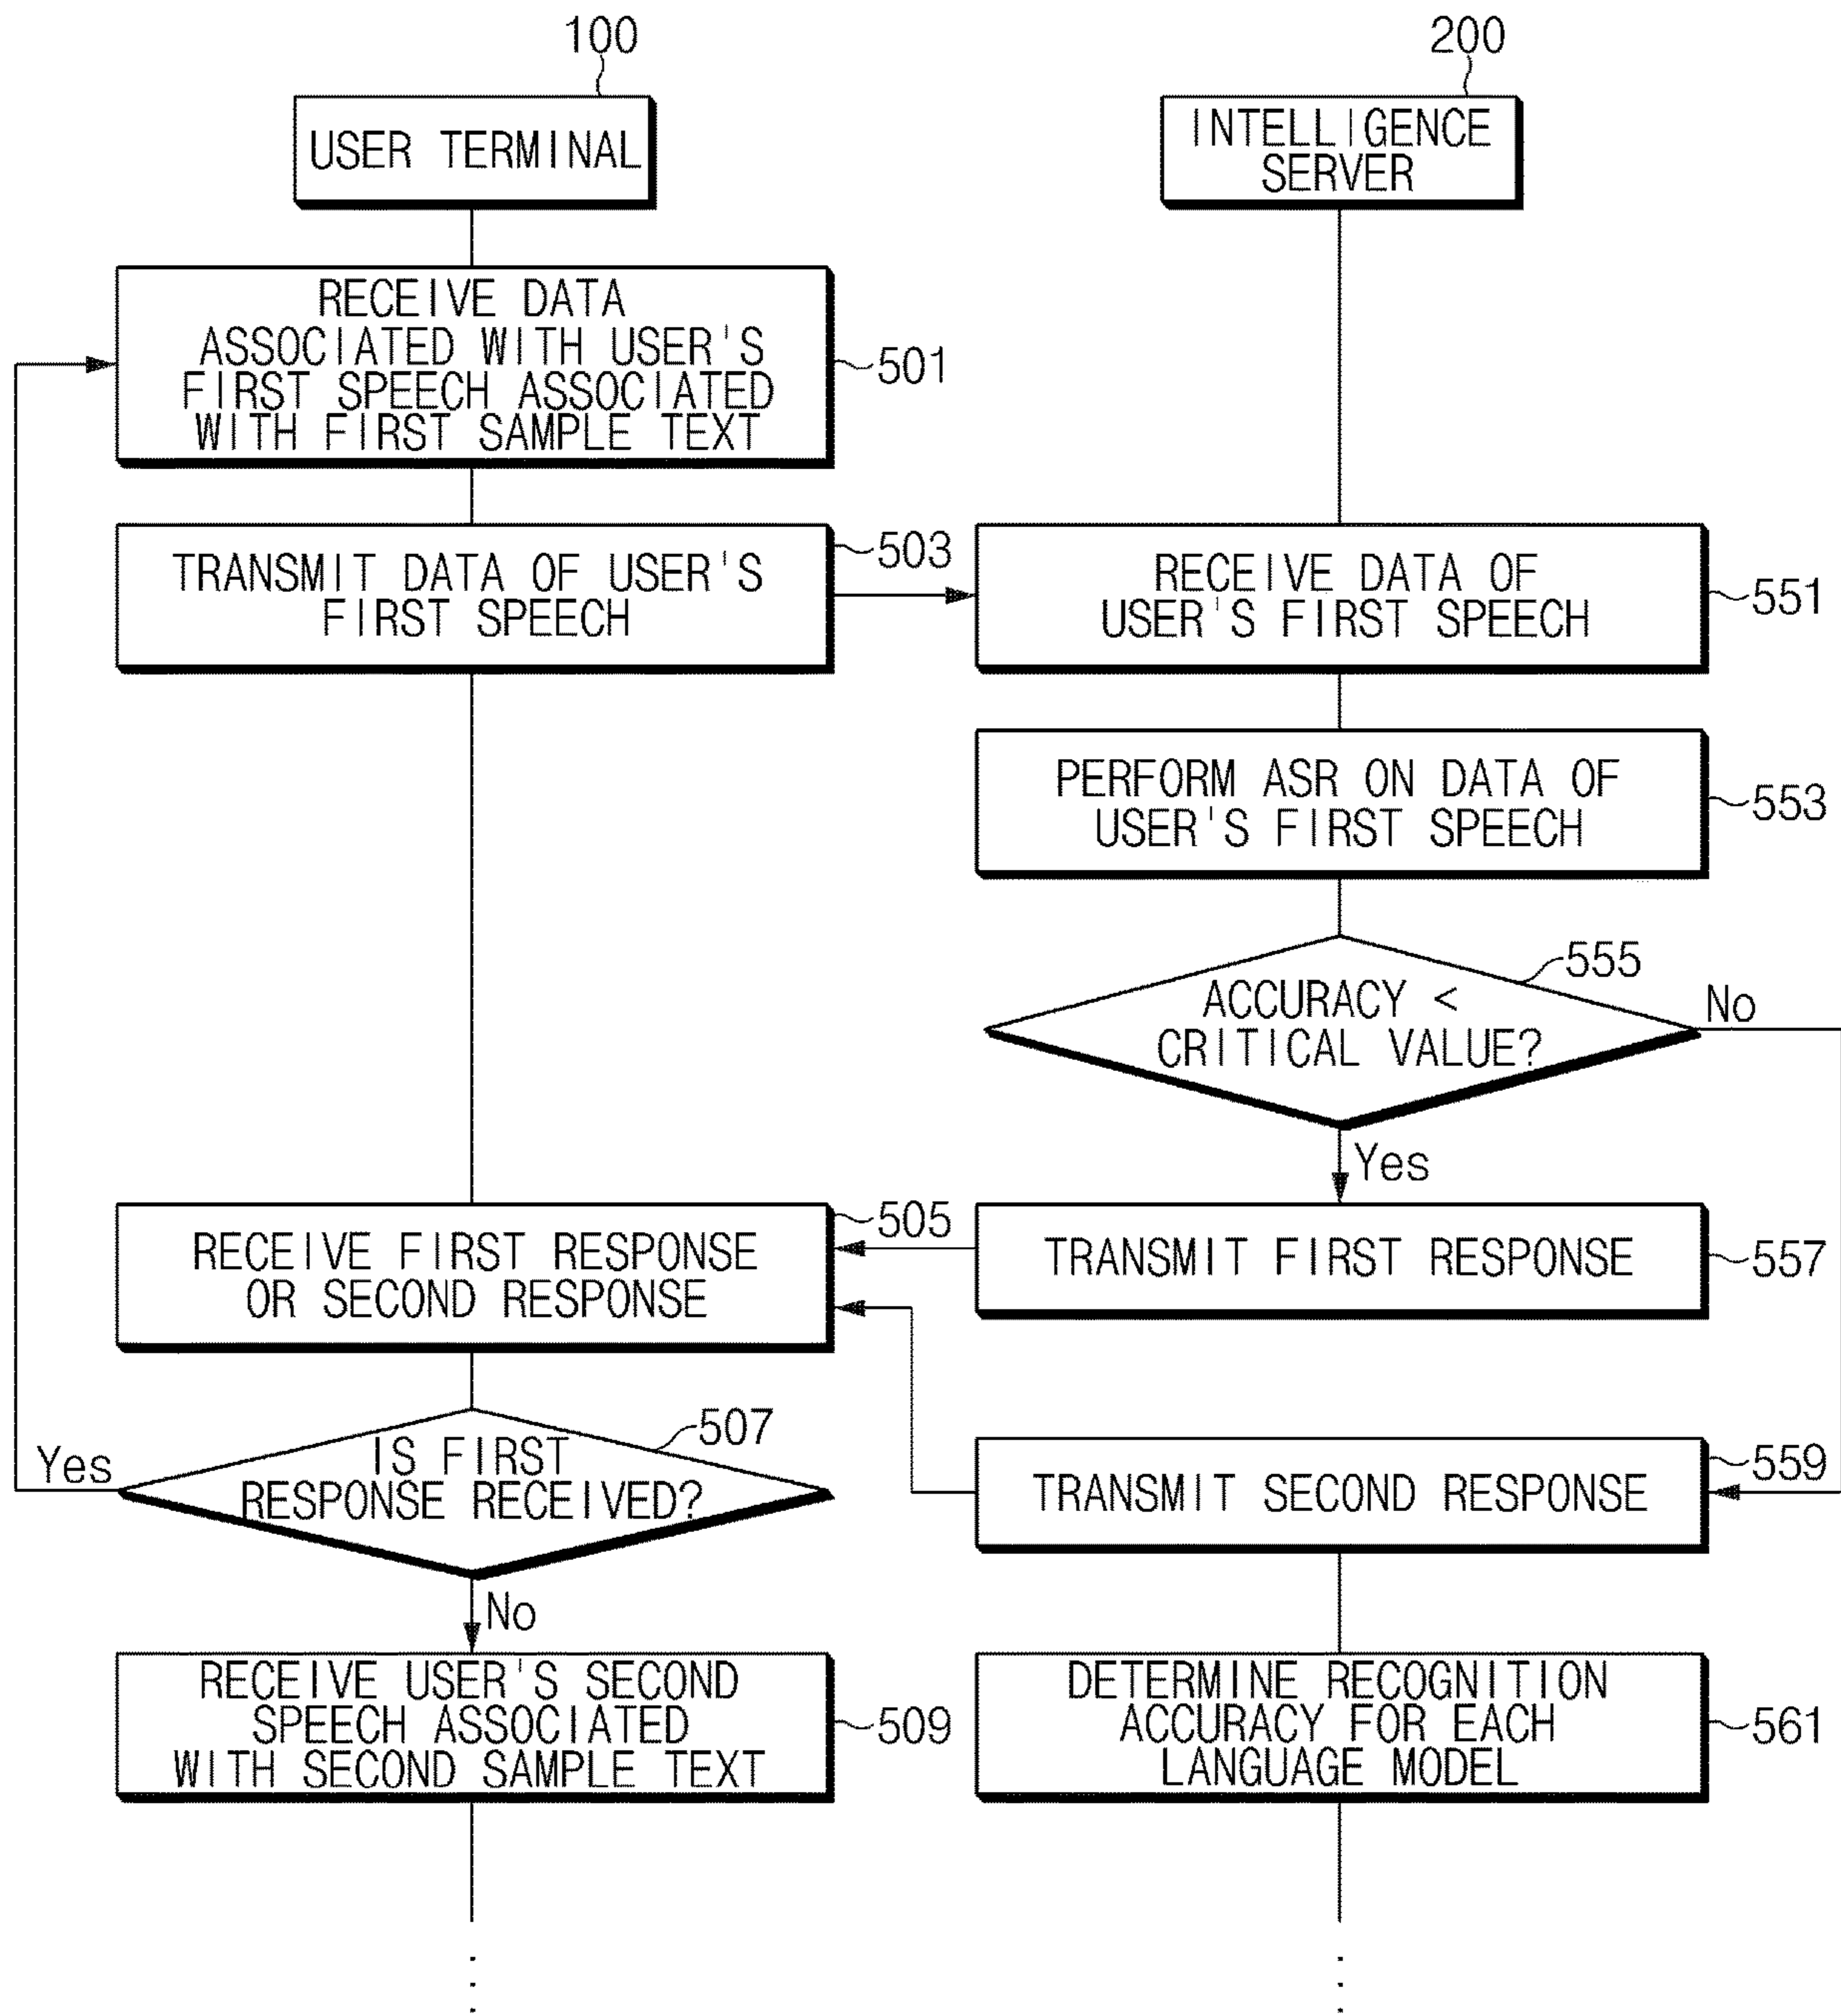 100
200
USER TERMINAL
INTELLIGENCE
SERVER
RECEIVE DATA
ASSOCIATED WITH USER'S
FIRST SPEECH ASSOCIATED
WITH FIRST SAMPLE TEXT
501
TRANSMIT DATA OF USER'S
FIRST SPEECH
503
RECEIVE DATA OF
USER'S FIRST SPEECH
551
PERFORM ASR ON DATA OF
USER'S FIRST SPEECH
553
555
ACCURACY <
CRITICAL VALUE?
No
Yes
505
RECEIVE FIRST RESPONSE
OR SECOND RESPONSE
TRANSMIT FIRST RESPONSE
557
507
IS FIRST
RESPONSE RECEIVED?
Yes
No
TRANSMIT SECOND RESPONSE
559
RECEIVE USER'S SECOND
SPEECH ASSOCIATED
WITH SECOND SAMPLE TEXT
509
DETERMINE RECOGNITION
ACCURACY FOR EACH
LANGUAGE MODEL
561